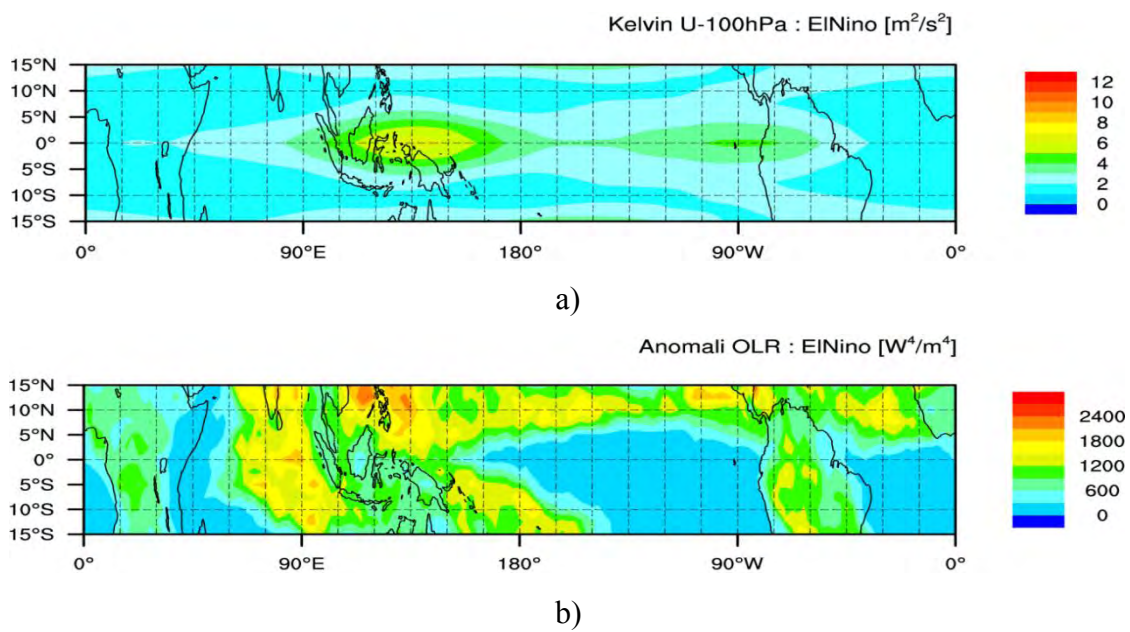 Kelvin U-100hPa : ElNino [m²/s²]
15°N
10°N
5°N
0°
5°S
10°S
15°S
0° 90°E 180° 90°W 0°
12
10
8
6
4
2
0
a)
Anomali OLR : ElNino [W⁴/m⁴]
15°N
10°N
5°N
0°
5°S
10°S
15°S
0° 90°E 180° 90°W 0°
2400
1800
1200
600
0
b)